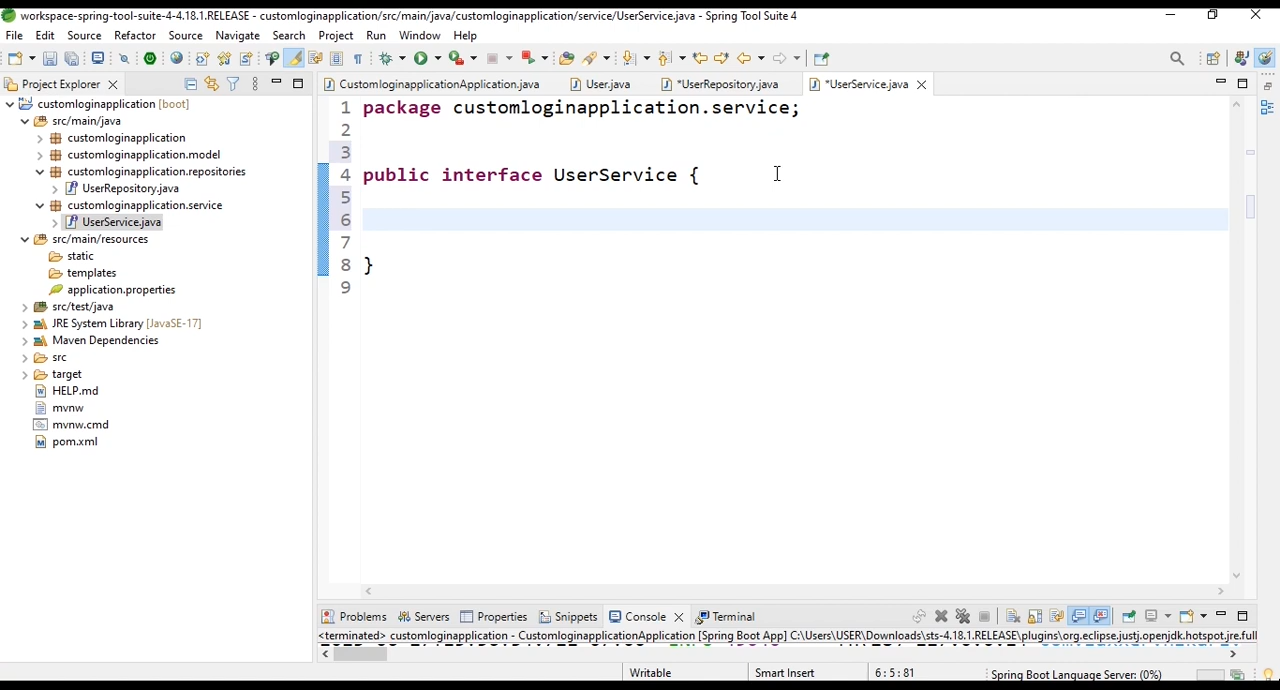 workspace-spring-tool-suite-4-4.18.1.RELEASE - customloginapplication/src/main/java/customloginapplication/service/UserService.java - Spring Tool Suite 4
File Edit Source Refactor Source Navigate Search Project Run Window Help
Project Explorer
CustomloginapplicationApplication.java
User.java
*UserRepository.java
*UserService.java
customloginapplication [boot]
src/main/java
customloginapplication
customloginapplication.model
customloginapplication.repositories
UserRepository.java
customloginapplication.service
UserService.java
src/main/resources
static
templates
application.properties
src/test/java
JRE System Library [JavaSE-17]
Maven Dependencies
src
target
HELP.md
mvnw
mvnw.cmd
pom.xml
1 package customloginapplication.service;
2
3
4 public interface UserService {
5
6
7
8 }
9
Problems Servers Properties Snippets Console Terminal
<terminated> customloginapplication - CustomloginapplicationApplication [Spring Boot App] C:\Users\USER\Downloads\sts-4.18.1.RELEASE\plugins\org.eclipse.justj.openjdk.hotspot.jre.full
Writable Smart Insert 6 : 5 : 81 Spring Boot Language Server: (0%)